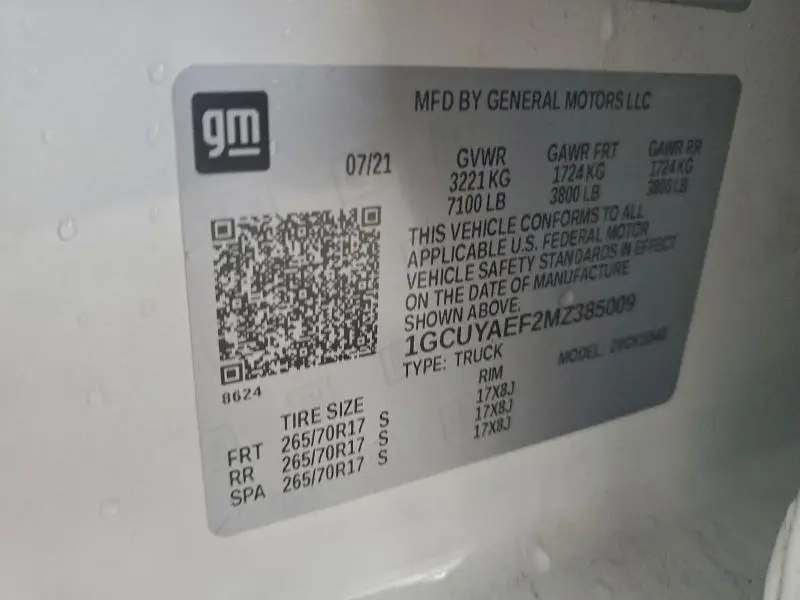 gm
MFD BY GENERAL MOTORS LLC
07/21
GVWR GAWR FRT GAWR RR
3221 KG 1724 KG 1724 KG
7100 LB 3800 LB 3800 LB
THIS VEHICLE CONFORMS TO ALL
APPLICABLE U.S. FEDERAL MOTOR
VEHICLE SAFETY STANDARDS IN EFFECT
ON THE DATE OF MANUFACTURE
SHOWN ABOVE.
1GCUYAEF2MZ385009
TYPE: TRUCK MODEL:
8624
TIRE SIZE RIM
FRT 265/70R17 S 17X8J
RR 265/70R17 S 17X8J
SPA 265/70R17 S 17X8J